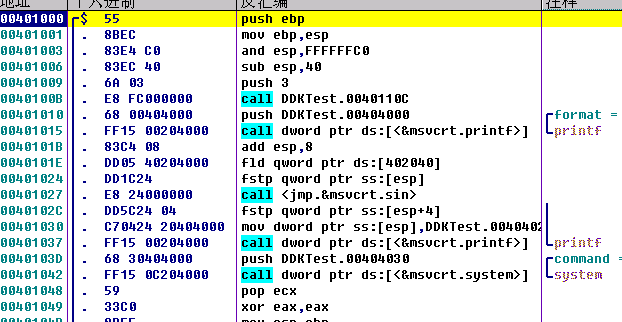 地址 十六进制 反汇编 注释
00401000 $ 55 push ebp
00401001 . 8BEC mov ebp,esp
00401003 . 83E4 C0 and esp,FFFFFFC0
00401006 . 83EC 40 sub esp,40
00401009 . 6A 03 push 3
0040100B . E8 FC000000 call DDKTest.0040110C
00401010 . 68 00404000 push DDKTest.00404000 format =
00401015 . FF15 00204000 call dword ptr ds:[<&msvcrt.printf>] printf
0040101B . 83C4 08 add esp,8
0040101E . DD05 40204000 fld qword ptr ds:[402040]
00401024 . DD1C24 fstp qword ptr ss:[esp]
00401027 . E8 24000000 call <jmp.&msvcrt.sin>
0040102C . DD5C24 04 fstp qword ptr ss:[esp+4]
00401030 . C70424 20404000 mov dword ptr ss:[esp],DDKTest.0040402
00401037 . FF15 00204000 call dword ptr ds:[<&msvcrt.printf>] printf
0040103D . 68 30404000 push DDKTest.00404030 command =
00401042 . FF15 0C204000 call dword ptr ds:[<&msvcrt.system>] system
00401048 . 59 pop ecx
00401049 . 33C0 xor eax,eax